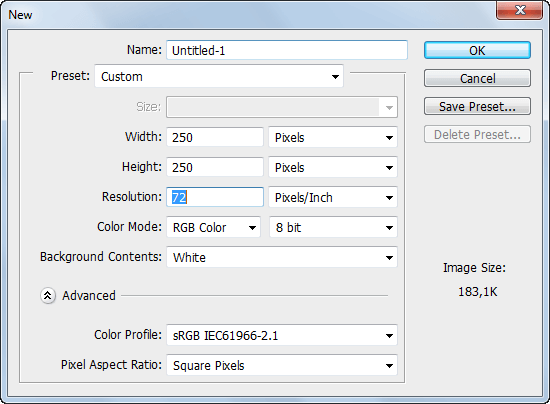 New
Name: Untitled-1
OK
Preset: Custom
Cancel
Size:
Save Preset...
Width: 250 Pixels
Delete Preset...
Height: 250 Pixels
Resolution: 72 Pixels/Inch
Color Mode: RGB Color 8 bit
Background Contents: White
Image Size:
183,1K
Advanced
Color Profile: sRGB IEC61966-2.1
Pixel Aspect Ratio: Square Pixels